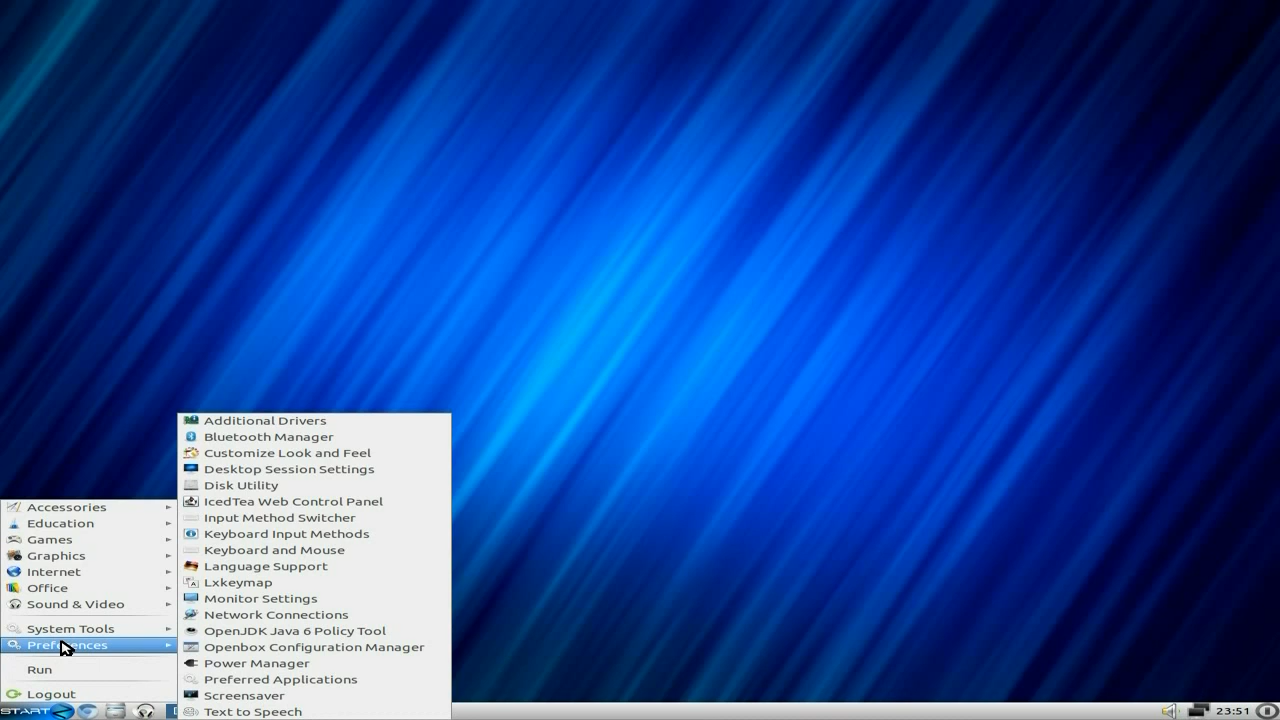 Additional Drivers
Bluetooth Manager
Customize Look and Feel
Desktop Session Settings
Disk Utility
IcedTea Web Control Panel
Input Method Switcher
Keyboard Input Methods
Keyboard and Mouse
Language Support
Lxkeymap
Monitor Settings
Network Connections
OpenJDK Java 6 Policy Tool
Openbox Configuration Manager
Power Manager
Preferred Applications
Screensaver
Text to Speech
Accessories
Education
Games
Graphics
Internet
Office
Sound & Video
System Tools
Preferences
Run
Logout
START
23:51